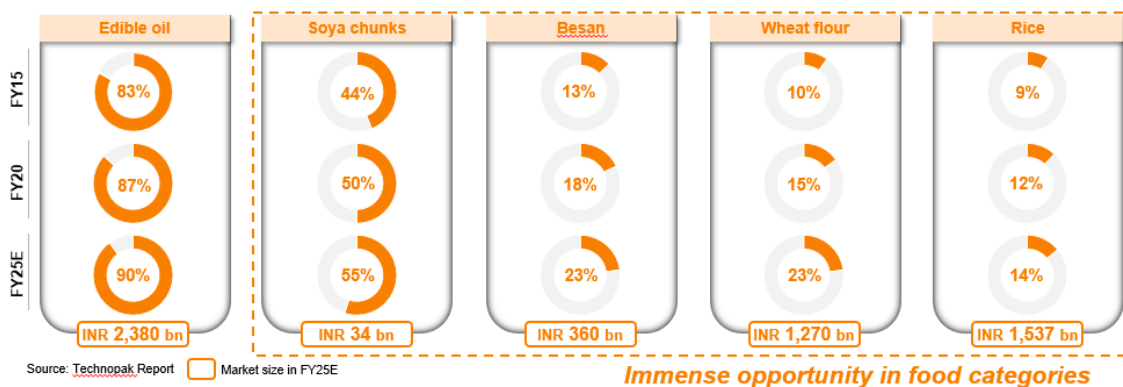 Edible oil Soya chunks Besan Wheat flour Rice
FY15 83% 44% 13% 10% 9%
FY20 87% 50% 18% 15% 12%
FY25E 90% 55% 23% 23% 14%
INR 2,380 bn INR 34 bn INR 360 bn INR 1,270 bn INR 1,537 bn
Source: Technopak Report Market size in FY25E
Immense opportunity in food categories